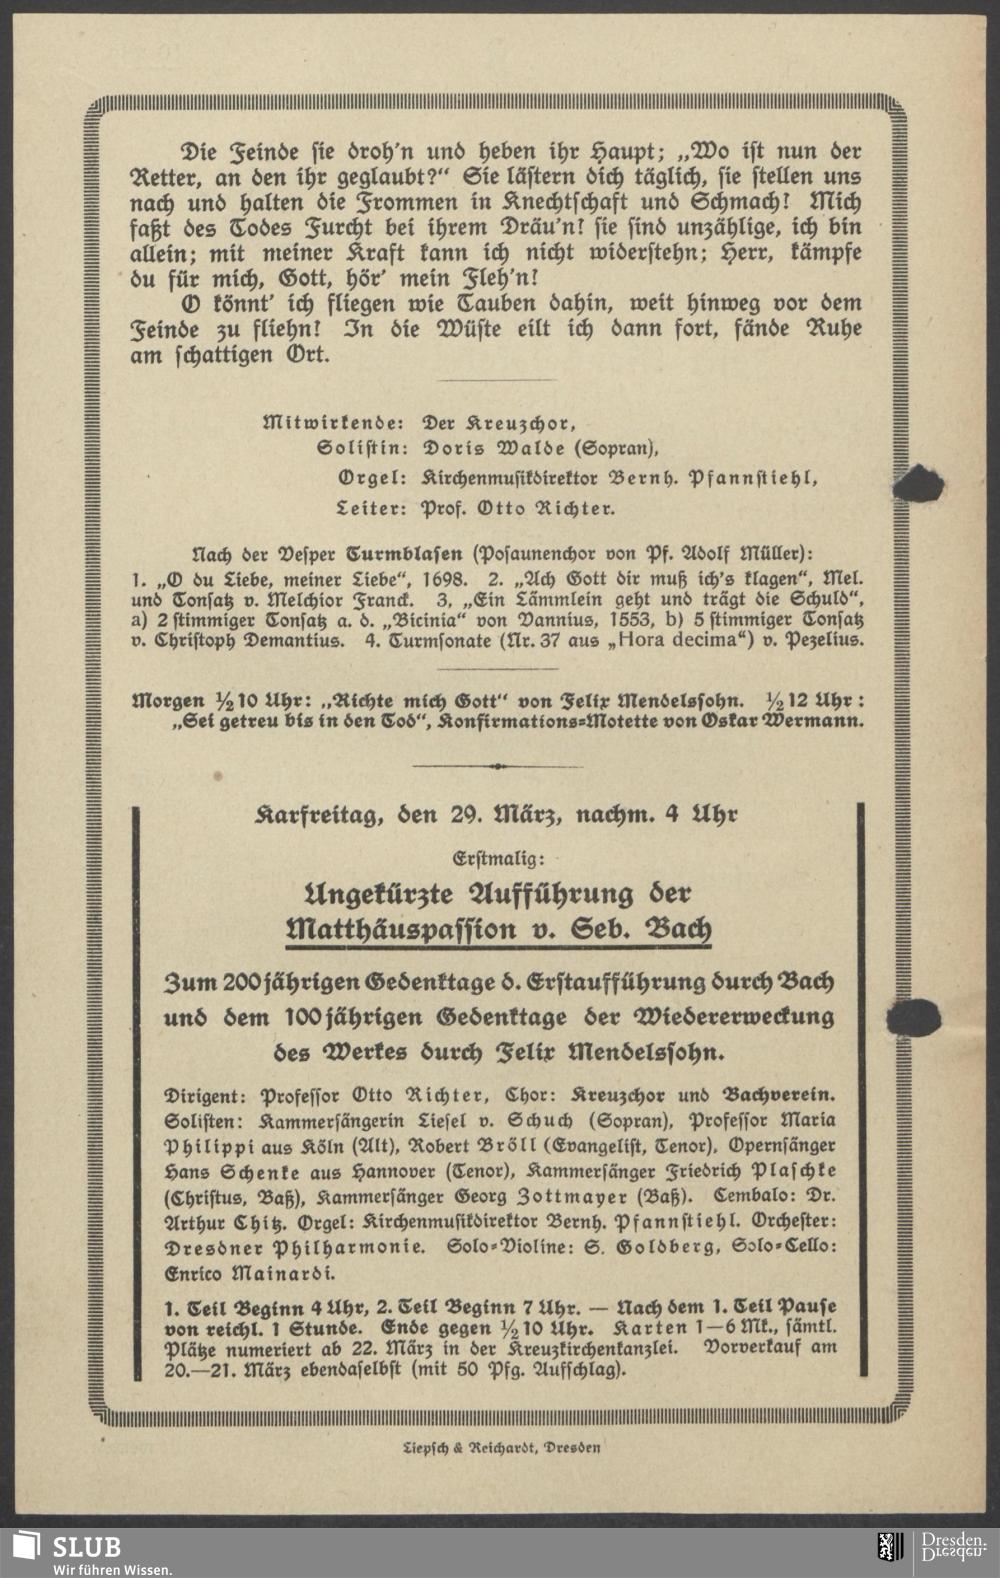 Die Feinde sie droh'n und heben ihr Haupt; „Wo ist nun der
Retter, an den ihr geglaubt?“ Sie lästern dich täglich, sie stellen uns
nach und halten die Frommen in Knechtschaft und Schmach! Mich
faßt des Todes Furcht bei ihrem Dräu'n! sie sind unzählige, ich bin
allein; mit meiner Kraft kann ich nicht widerstehn; Herr, kämpfe
du für mich, Gott, hör' mein Fleh'n!
O könnt' ich fliegen wie Tauben dahin, weit hinweg vor dem
Feinde zu fliehn! In die Wüste eilt ich dann fort, fände Ruhe
am schattigen Ort.
Mitwirkende: Der Kreuzchor,
Solistin: Doris Walde (Sopran),
Orgel: Kirchenmusikdirektor Bernh. Pfannstiehl,
Leiter: Prof. Otto Richter.
Nach der Vesper Turmblasen (Posaunenchor von Pf. Adolf Müller):
1. „O du Liebe, meiner Liebe“, 1698. 2. „Ach Gott dir muß ich's klagen“, Mel.
und Tonsatz v. Melchior Franck. 3, „Ein Lämmlein geht und trägt die Schuld“,
a) 2 stimmiger Tonsatz a. d. „Bicinia“ von Vannius, 1553, b) 5 stimmiger Tonsatz
v. Christoph Demantius. 4. Turmsonate (Nr. 37 aus „Hora decima“) v. Pezelius.
Morgen ½10 Uhr: „Richte mich Gott“ von Felix Mendelssohn. ½12 Uhr:
„Sei getreu bis in den Tod“, Konfirmations-Motette von Oskar Wermann.
Karfreitag, den 29. März, nachm. 4 Uhr
Erstmalig:
Ungekürzte Aufführung der
Matthäuspassion v. Seb. Bach
Zum 200jährigen Gedenktage d. Erstaufführung durch Bach
und dem 100jährigen Gedenktage der Wiedererweckung
des Werkes durch Felix Mendelssohn.
Dirigent: Professor Otto Richter, Chor: Kreuzchor und Bachverein.
Solisten: Kammersängerin Liesel v. Schuch (Sopran), Professor Maria
Philippi aus Köln (Alt), Robert Bröll (Evangelist, Tenor), Opernsänger
Hans Schenke aus Hannover (Tenor), Kammersänger Friedrich Plaschke
(Christus, Baß), Kammersänger Georg Zottmayer (Baß). Cembalo: Dr.
Arthur Chitz. Orgel: Kirchenmusikdirektor Bernh. Pfannstiehl. Orchester:
Dresdner Philharmonie. Solo-Violine: S. Goldberg, Solo-Cello:
Enrico Mainardi.
1. Teil Beginn 4 Uhr, 2. Teil Beginn 7 Uhr. — Nach dem 1. Teil Pause
von reichl. 1 Stunde. Ende gegen ½10 Uhr. Karten 1—6 Mk., sämtl.
Plätze numeriert ab 22. März in der Kreuzkirchenkanzlei. Vorverkauf am
20.—21. März ebendaselbst (mit 50 Pfg. Aufschlag).
Liepsch & Reichardt, Dresden
SLUB
Wir führen Wissen.
Dresden.
Dresden.